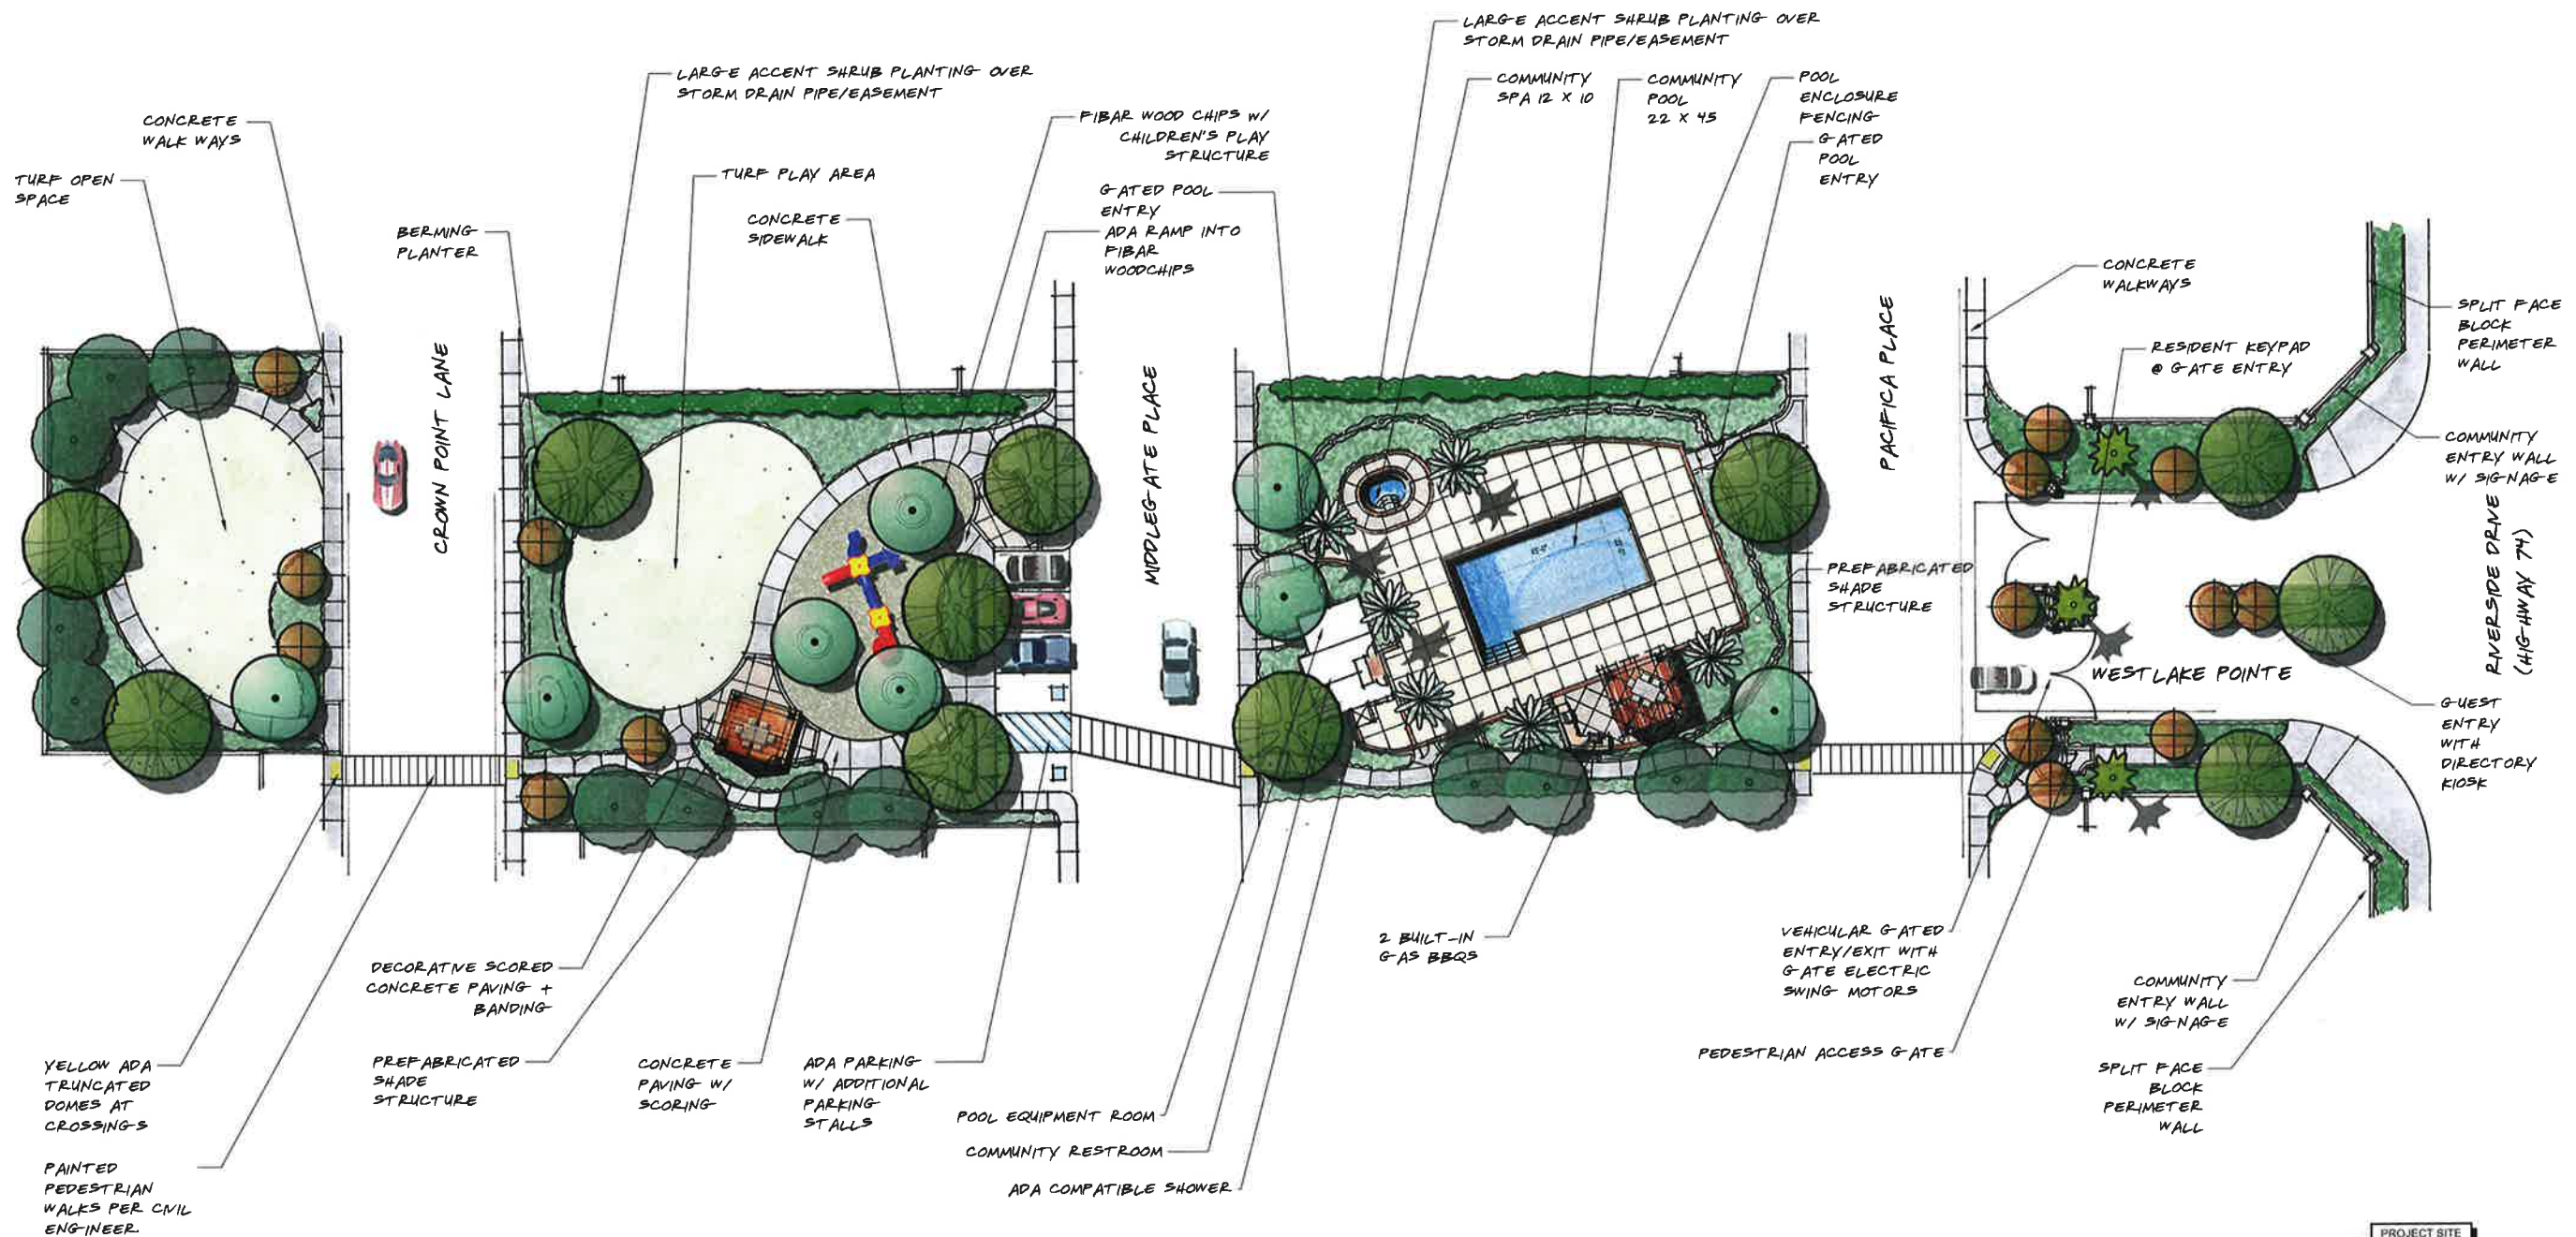 LARGE ACCENT SHRUB PLANTING OVER
STORM DRAIN PIPE/EASEMENT
LARGE ACCENT SHRUB PLANTING OVER
STORM DRAIN PIPE/EASEMENT
COMMUNITY
SPA 12 X 10
COMMUNITY
POOL
22 X 45
POOL
ENCLOSURE
FENCING
GATED
POOL
ENTRY
CONCRETE
WALK WAYS
FIBAR WOOD CHIPS W/
CHILDREN'S PLAY
STRUCTURE
TURF OPEN
SPACE
TURF PLAY AREA
GATED POOL
ENTRY
ADA RAMP INTO
FIBAR
WOODCHIPS
BERMING
PLANTER
CONCRETE
SIDEWALK
CONCRETE
WALKWAYS
SPLIT FACE
BLOCK
PERIMETER
WALL
RESIDENT KEYPAD
@ GATE ENTRY
COMMUNITY
ENTRY WALL
W/ SIGNAGE
CROWN POINT LANE
MIDDLEGATE PLACE
PACIFICA PLACE
RIVERSIDE DRIVE
(HIGHWAY 74)
PREFABRICATED
SHADE
STRUCTURE
WESTLAKE POINTE
GUEST
ENTRY
WITH
DIRECTORY
KIOSK
DECORATIVE SCORED
CONCRETE PAVING +
BANDING
2 BUILT-IN
GAS BBQS
VEHICULAR GATED
ENTRY/EXIT WITH
GATE ELECTRIC
SWING MOTORS
COMMUNITY
ENTRY WALL
W/ SIGNAGE
YELLOW ADA
TRUNCATED
DOMES AT
CROSSINGS
PREFABRICATED
SHADE
STRUCTURE
CONCRETE
PAVING W/
SCORING
ADA PARKING
W/ ADDITIONAL
PARKING
STALLS
PEDESTRIAN ACCESS GATE
SPLIT FACE
BLOCK
PERIMETER
WALL
POOL EQUIPMENT ROOM
COMMUNITY RESTROOM
ADA COMPATIBLE SHOWER
PAINTED
PEDESTRIAN
WALKS PER CIVIL
ENGINEER
PROJECT SITE